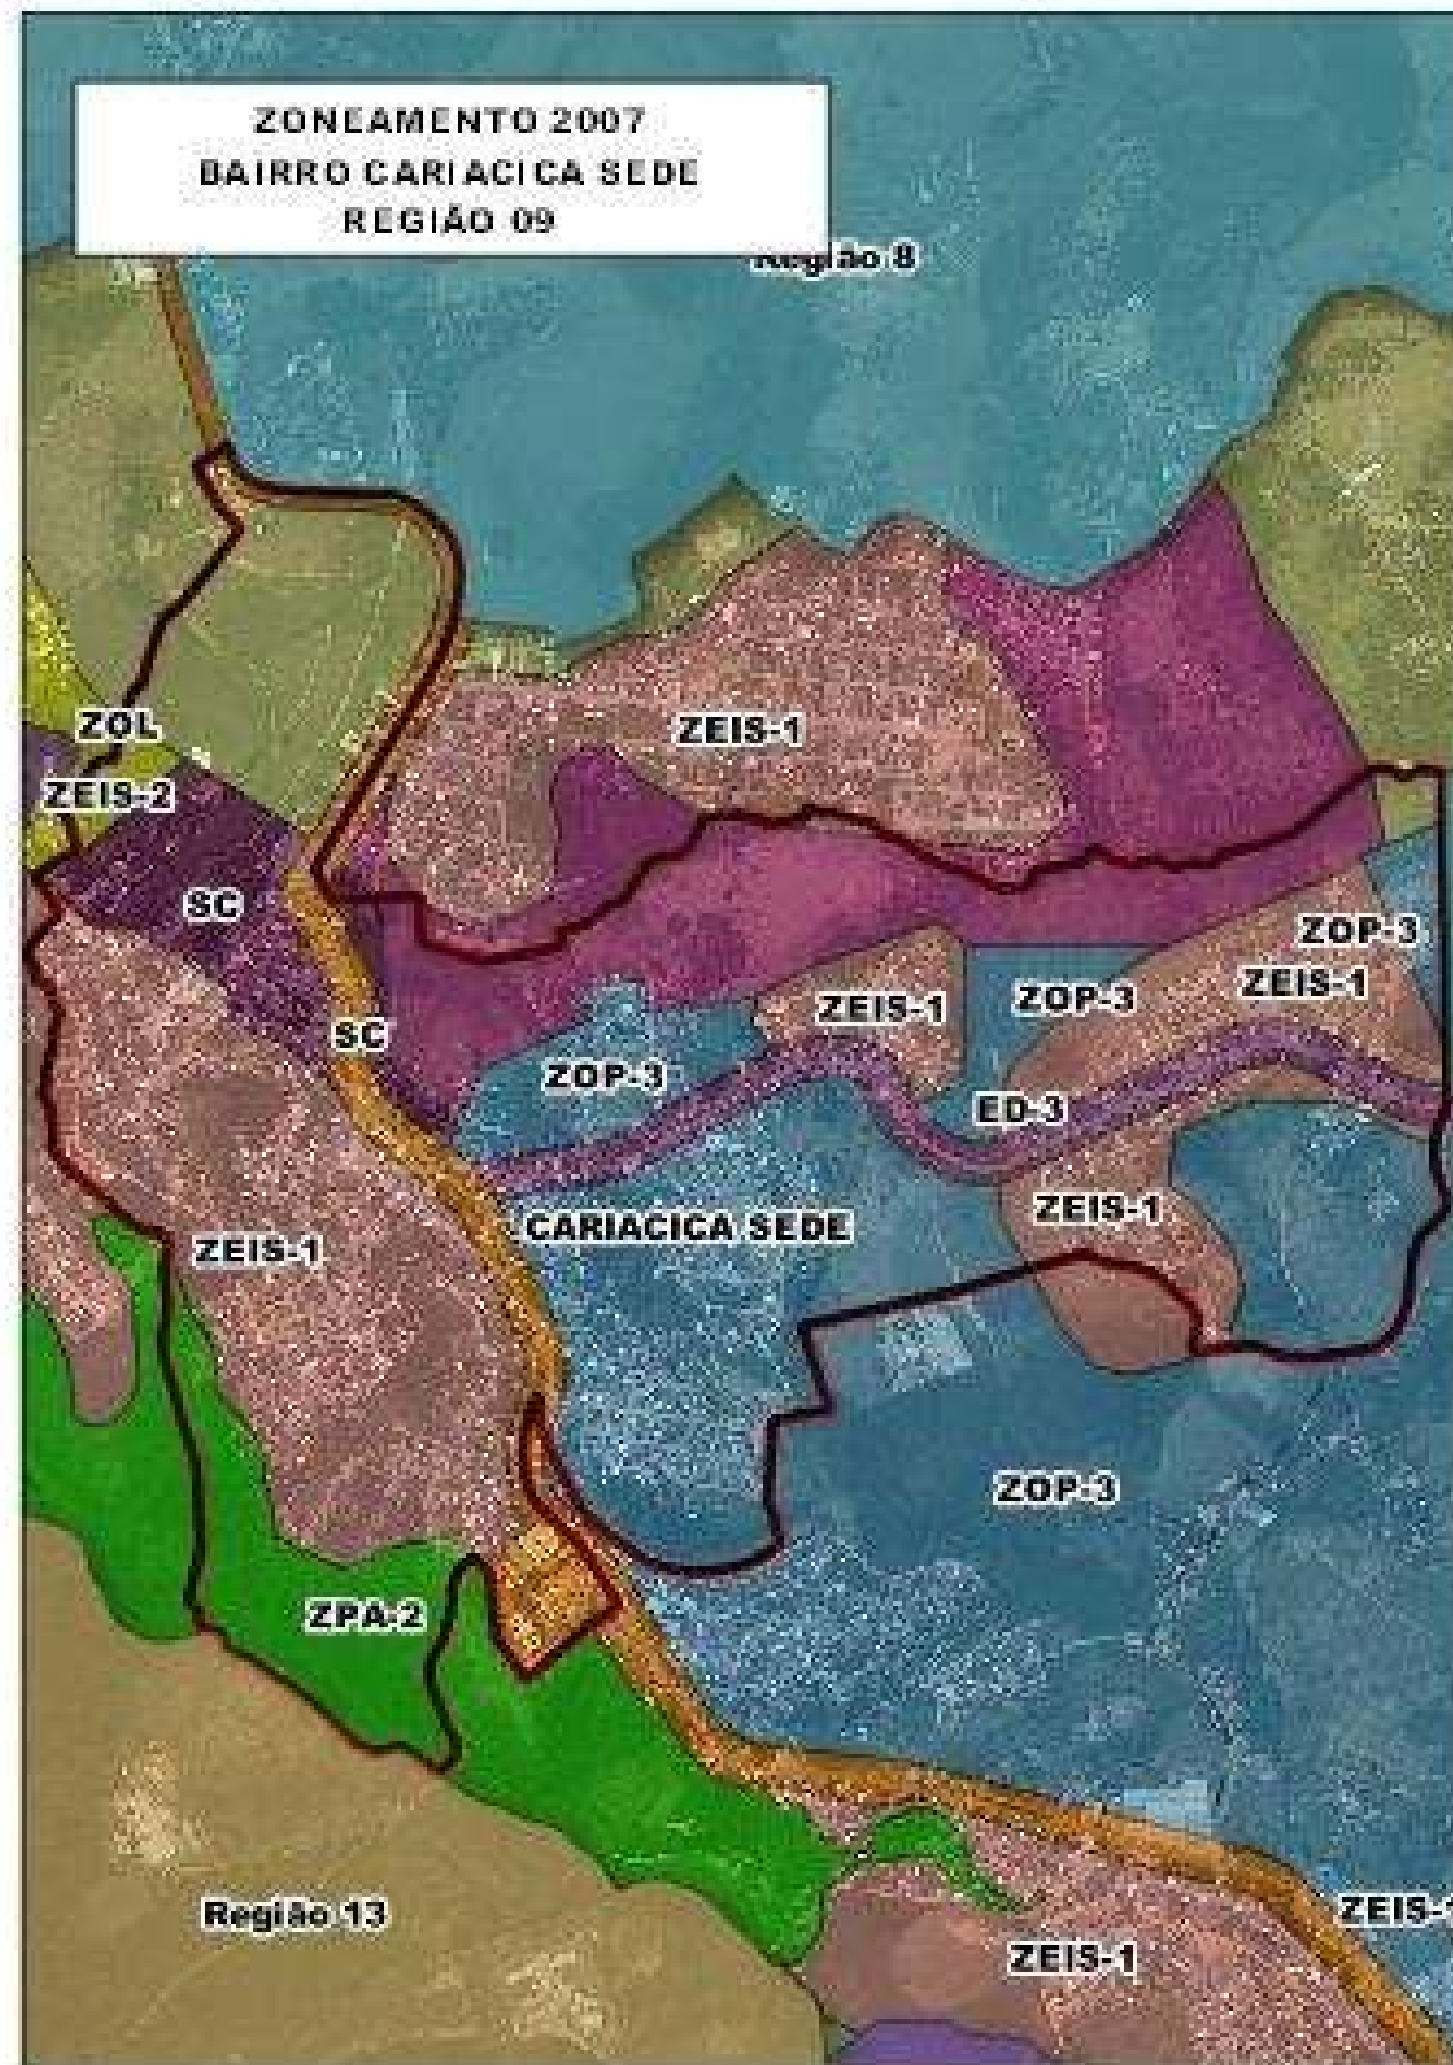 ZONEAMENTO 2007
BAIRRO CARIACICA SEDE
REGIÃO 09
Região 8
ZOL
ZEIS-1
ZEIS-2
SC
ZOP-3
ZEIS-1
ZEIS-1
ZOP-3
SC
ZOP-3
ED-3
ZEIS-1
CARIACICA SEDE
ZEIS-1
ZOP-3
ZPA-2
Região 13
ZEIS-1
ZEIS-